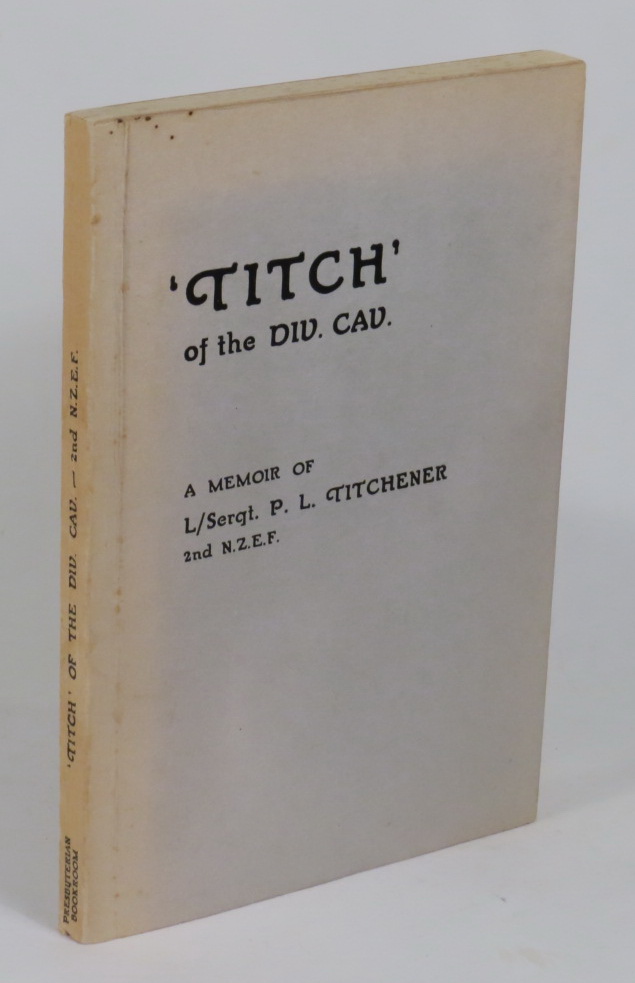 'TITCH'
of the DIV. CAV.
A MEMOIR OF
L/Sergt. P. L. TITCHENER
2nd N.Z.E.F.
'TITCH' OF THE DIV. CAV. — 2nd N.Z.E.F.
PRESBYTERIAN
BOOKROOM